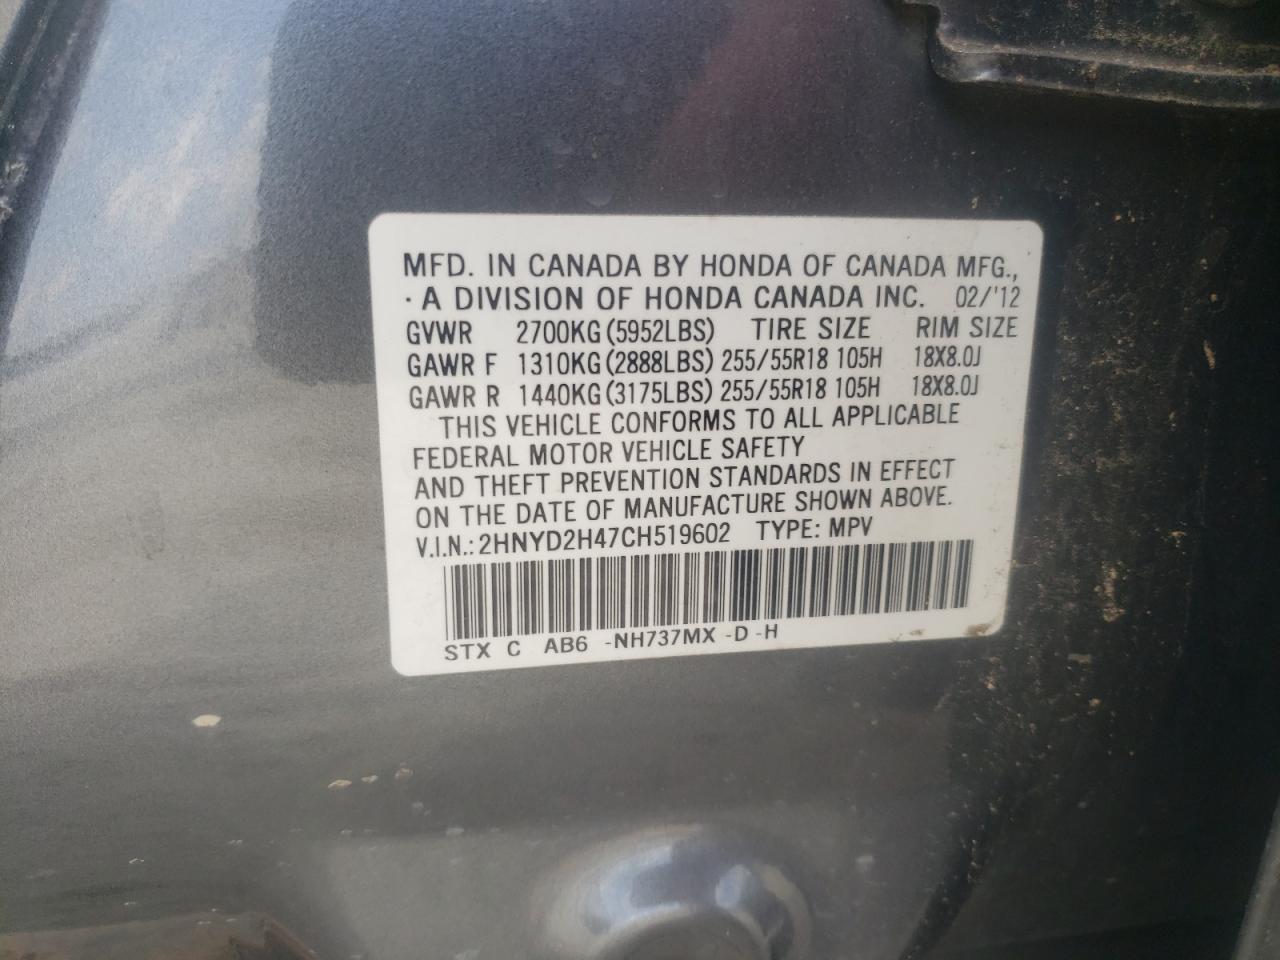 MFD. IN CANADA BY HONDA OF CANADA MFG.,
· A DIVISION OF HONDA CANADA INC. 02/'12
GVWR 2700KG (5952LBS) TIRE SIZE RIM SIZE
GAWR F 1310KG (2888LBS) 255/55R18 105H 18X8.0J
GAWR R 1440KG (3175LBS) 255/55R18 105H 18X8.0J
THIS VEHICLE CONFORMS TO ALL APPLICABLE
FEDERAL MOTOR VEHICLE SAFETY
AND THEFT PREVENTION STANDARDS IN EFFECT
ON THE DATE OF MANUFACTURE SHOWN ABOVE.
V.I.N.: 2HNYD2H47CH519602 TYPE: MPV
STX C AB6 -NH737MX -D -H